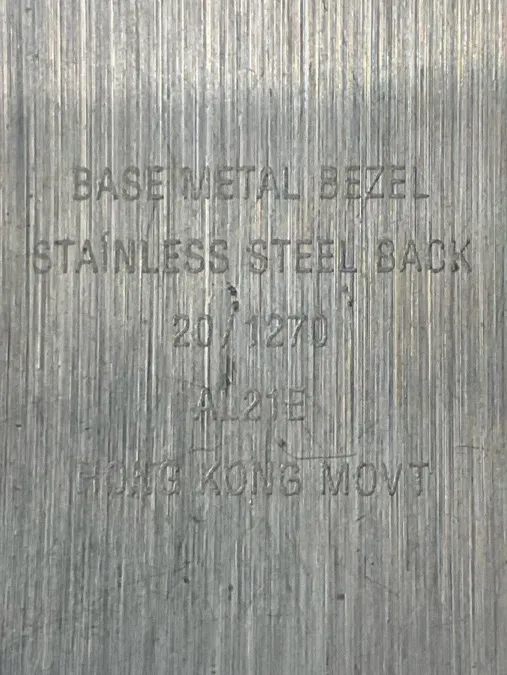 BASE METAL BEZEL
STAINLESS STEEL BACK
20/1270
AL21E
HONG KONG MOVT